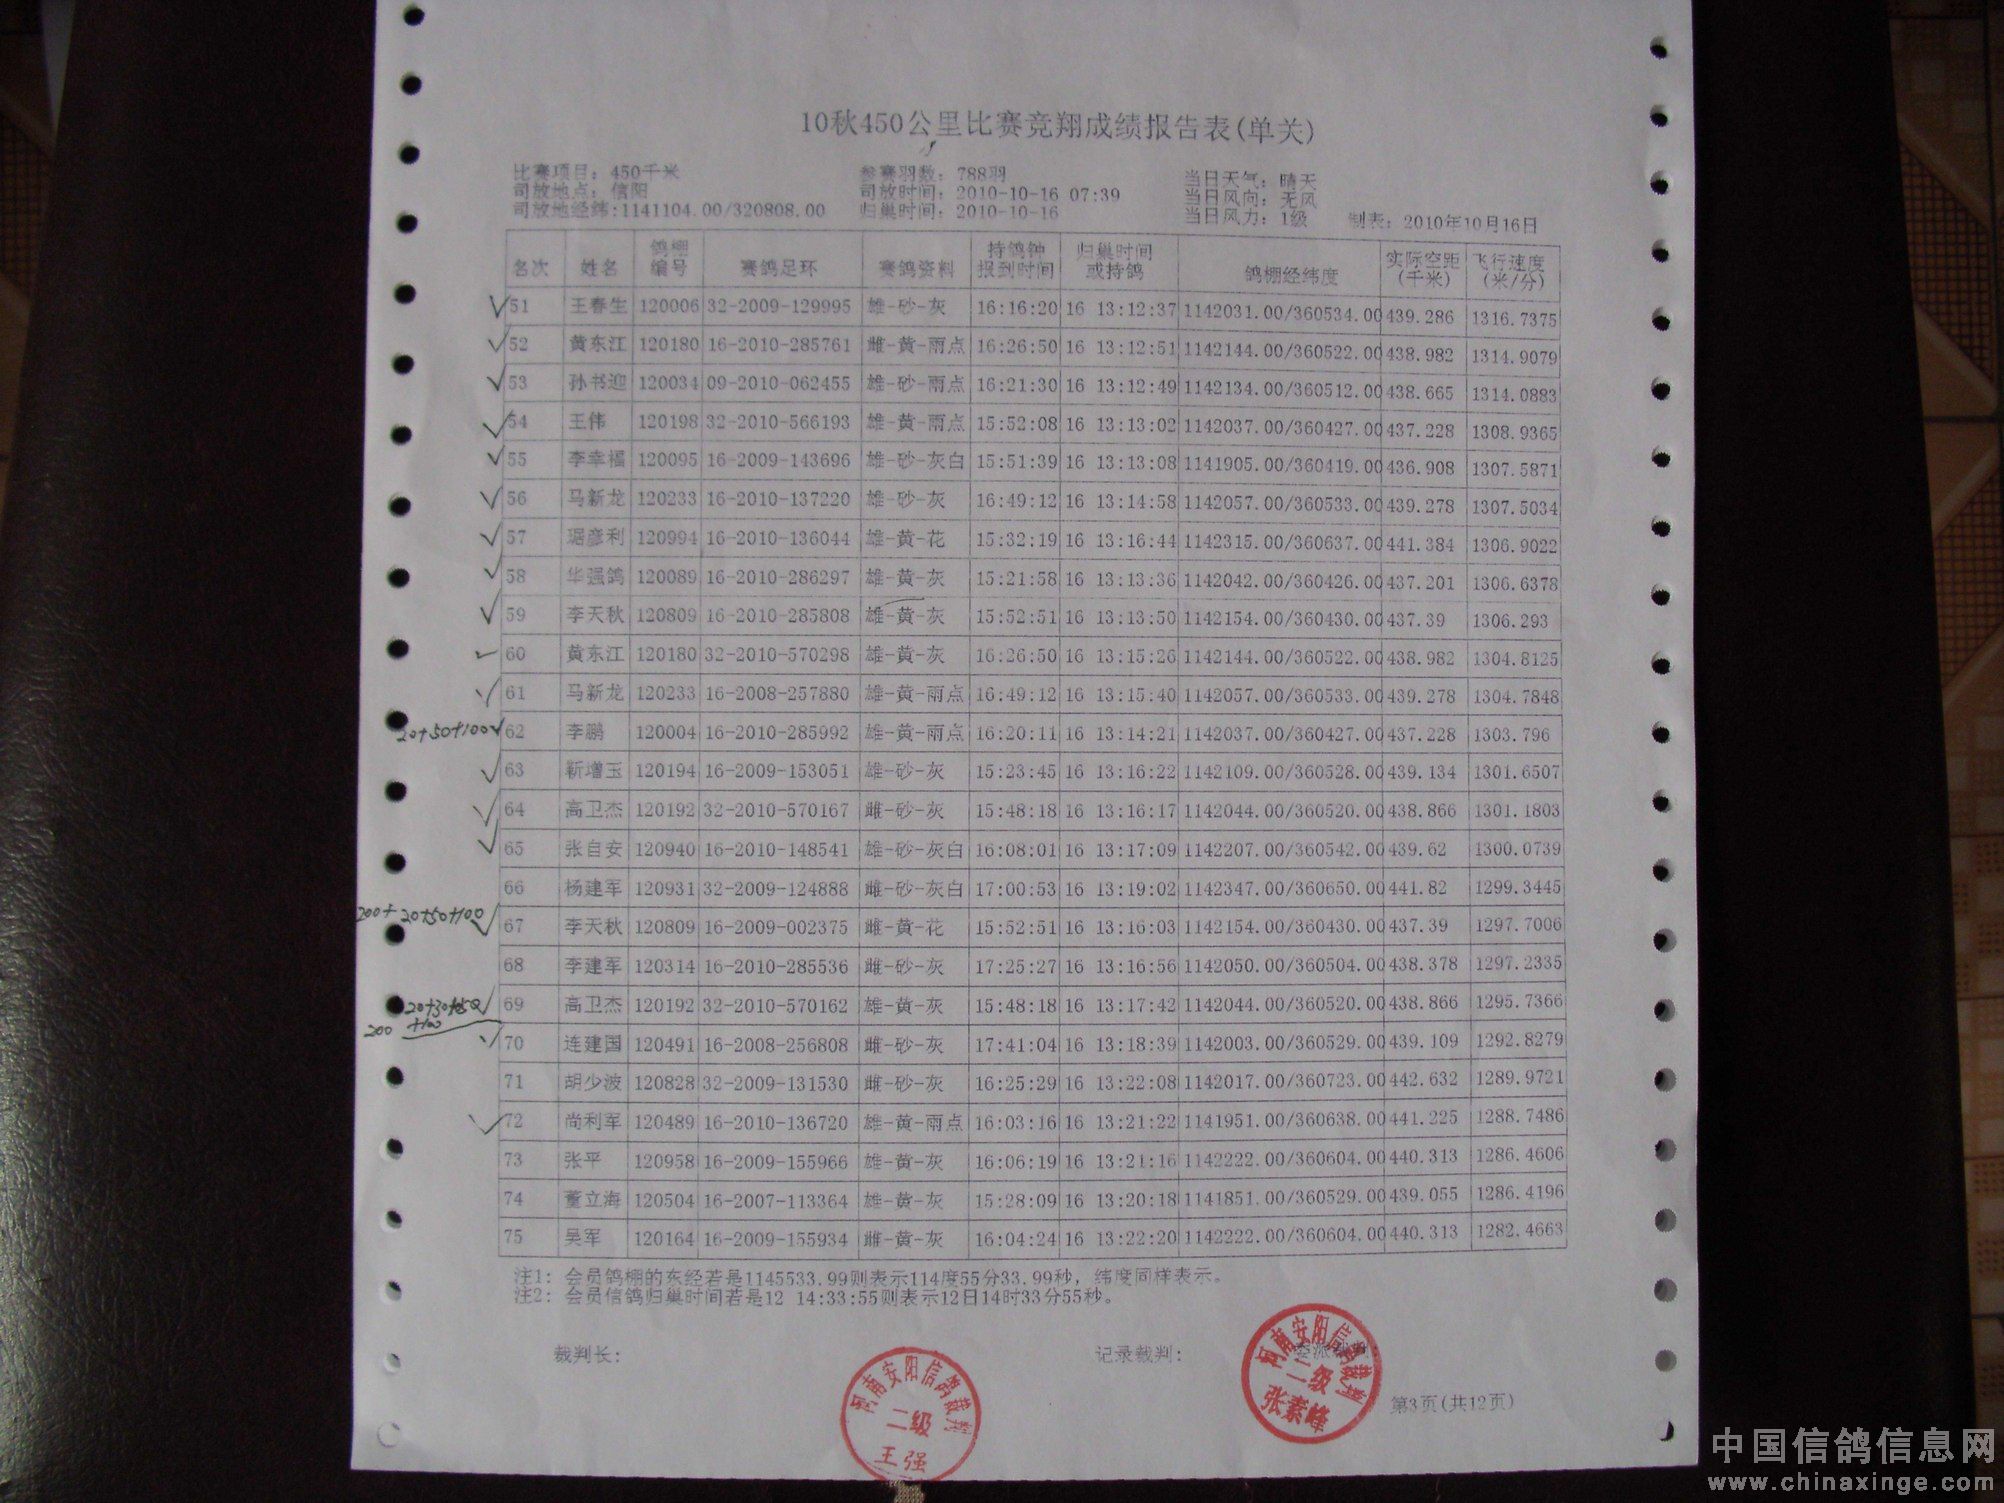 10秋450公里比赛竞翔成绩报告表(单关)
比赛项目: 450千米 参赛羽数: 788羽 当日天气: 晴天
司放地点: 信阳 司放时间: 2010-10-16 07:39 当日风向: 无风
司放地经纬:1141104.00/320808.00 归巢时间: 2010-10-16 当日风力: 1级 制表: 2010年10月16日
名次 姓名 鸽棚编号 赛鸽足环 赛鸽资料 持鸽钟报到时间 归巢时间或持鸽 鸽棚经纬度 实际空距(千米) 飞行速度(米/分)
51 王春生 120006 32-2009-129995 雄-砂-灰 16:16:20 16 13:12:37 1142031.00/360534.00 439.286 1316.7375
52 黄东江 120180 16-2010-285761 雌-黄-雨点 16:26:50 16 13:12:51 1142144.00/360522.00 438.982 1314.9079
53 孙书迎 120034 09-2010-062455 雄-砂-雨点 16:21:30 16 13:12:49 1142134.00/360512.00 438.665 1314.0883
54 王伟 120198 32-2010-566193 雄-黄-雨点 15:52:08 16 13:13:02 1142037.00/360427.00 437.228 1308.9365
55 李幸福 120095 16-2009-143696 雄-砂-灰白 15:51:39 16 13:13:08 1141905.00/360419.00 436.908 1307.5871
56 马新龙 120233 16-2010-137220 雄-砂-灰 16:49:12 16 13:14:58 1142057.00/360533.00 439.278 1307.5034
57 琚彦利 120994 16-2010-136044 雄-黄-花 15:32:19 16 13:16:44 1142315.00/360637.00 441.384 1306.9022
58 华强鸽 120089 16-2010-286297 雄-黄-灰 15:21:58 16 13:13:36 1142042.00/360426.00 437.201 1306.6378
59 李天秋 120809 16-2010-285808 雄-黄-灰 15:52:51 16 13:13:50 1142154.00/360430.00 437.39 1306.293
60 黄东江 120180 32-2010-570298 雄-黄-灰 16:26:50 16 13:15:26 1142144.00/360522.00 438.982 1304.8125
61 马新龙 120233 16-2008-257880 雄-黄-雨点 16:49:12 16 13:15:40 1142057.00/360533.00 439.278 1304.7848
20+50+100 62 李鹏 120004 16-2010-285992 雄-黄-雨点 16:20:11 16 13:14:21 1142037.00/360427.00 437.228 1303.796
63 靳增玉 120194 16-2009-153051 雄-砂-灰 15:23:45 16 13:16:22 1142109.00/360528.00 439.134 1301.6507
64 高卫杰 120192 32-2010-570167 雌-砂-灰 15:48:18 16 13:16:17 1142044.00/360520.00 438.866 1301.1803
65 张自安 120940 16-2010-148541 雄-砂-灰白 16:08:01 16 13:17:09 1142207.00/360542.00 439.62 1300.0739
66 杨建军 120931 32-2009-124888 雌-砂-灰白 17:00:53 16 13:19:02 1142347.00/360650.00 441.82 1299.3445
200+20+50+100 67 李天秋 120809 16-2009-002375 雌-黄-花 15:52:51 16 13:16:03 1142154.00/360430.00 437.39 1297.7006
68 李建军 120314 16-2010-285536 雌-砂-灰 17:25:27 16 13:16:56 1142050.00/360504.00 438.378 1297.2335
69 高卫杰 120192 32-2010-570162 雄-黄-灰 15:48:18 16 13:17:42 1142044.00/360520.00 438.866 1295.7366
200 +100
70 连建国 120491 16-2008-256808 雌-砂-灰 17:41:04 16 13:18:39 1142003.00/360529.00 439.109 1292.8279
71 胡少波 120828 32-2009-131530 雌-砂-灰 16:25:29 16 13:22:08 1142017.00/360723.00 442.632 1289.9721
72 尚利军 120489 16-2010-136720 雄-黄-雨点 16:03:16 16 13:21:22 1141951.00/360638.00 441.225 1288.7486
73 张平 120958 16-2009-155966 雄-黄-灰 16:06:19 16 13:21:16 1142222.00/360604.00 440.313 1286.4606
74 董立海 120504 16-2007-113364 雄-黄-灰 15:28:09 16 13:20:18 1141851.00/360529.00 439.055 1286.4196
75 吴军 120164 16-2009-155934 雌-黄-灰 16:04:24 16 13:22:20 1142222.00/360604.00 440.313 1282.4663
注1: 会员鸽棚的东经若是1145533.99则表示114度55分33.99秒，纬度同样表示。
注2: 会员信鸽归巢时间若是12 14:33:55则表示12日14时33分55秒。
裁判长: 记录裁判:
河南安阳信鸽裁判
二级
王强
河南安阳信鸽裁判
二级
张素峰
第3页(共12页)
中国信鸽信息网
www.chinaxinge.com